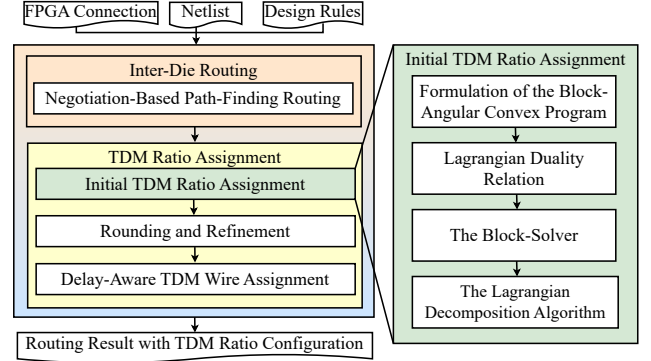 FPGA Connection
Netlist
Design Rules
Inter-Die Routing
Negotiation-Based Path-Finding Routing
TDM Ratio Assignment
Initial TDM Ratio Assignment
Rounding and Refinement
Delay-Aware TDM Wire Assignment
Routing Result with TDM Ratio Configuration
Initial TDM Ratio Assignment
Formulation of the Block-
Angular Convex Program
Lagrangian Duality
Relation
The Block-Solver
The Lagrangian
Decomposition Algorithm